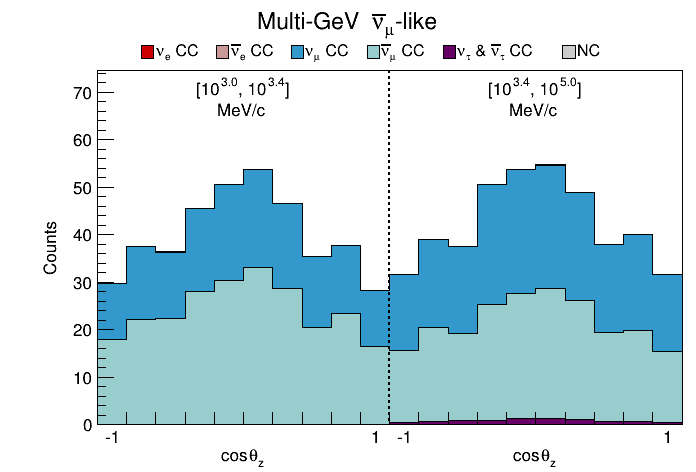 Multi-GeV ν̅μ-like
νe CC ν̅e CC νμ CC ν̅μ CC ντ & ν̅τ CC NC
[10^3.0, 10^3.4] [10^3.4, 10^5.0]
MeV/c MeV/c
70
60
50
40
30
20
10
0
Counts
-1 1 -1 1
cosθz cosθz